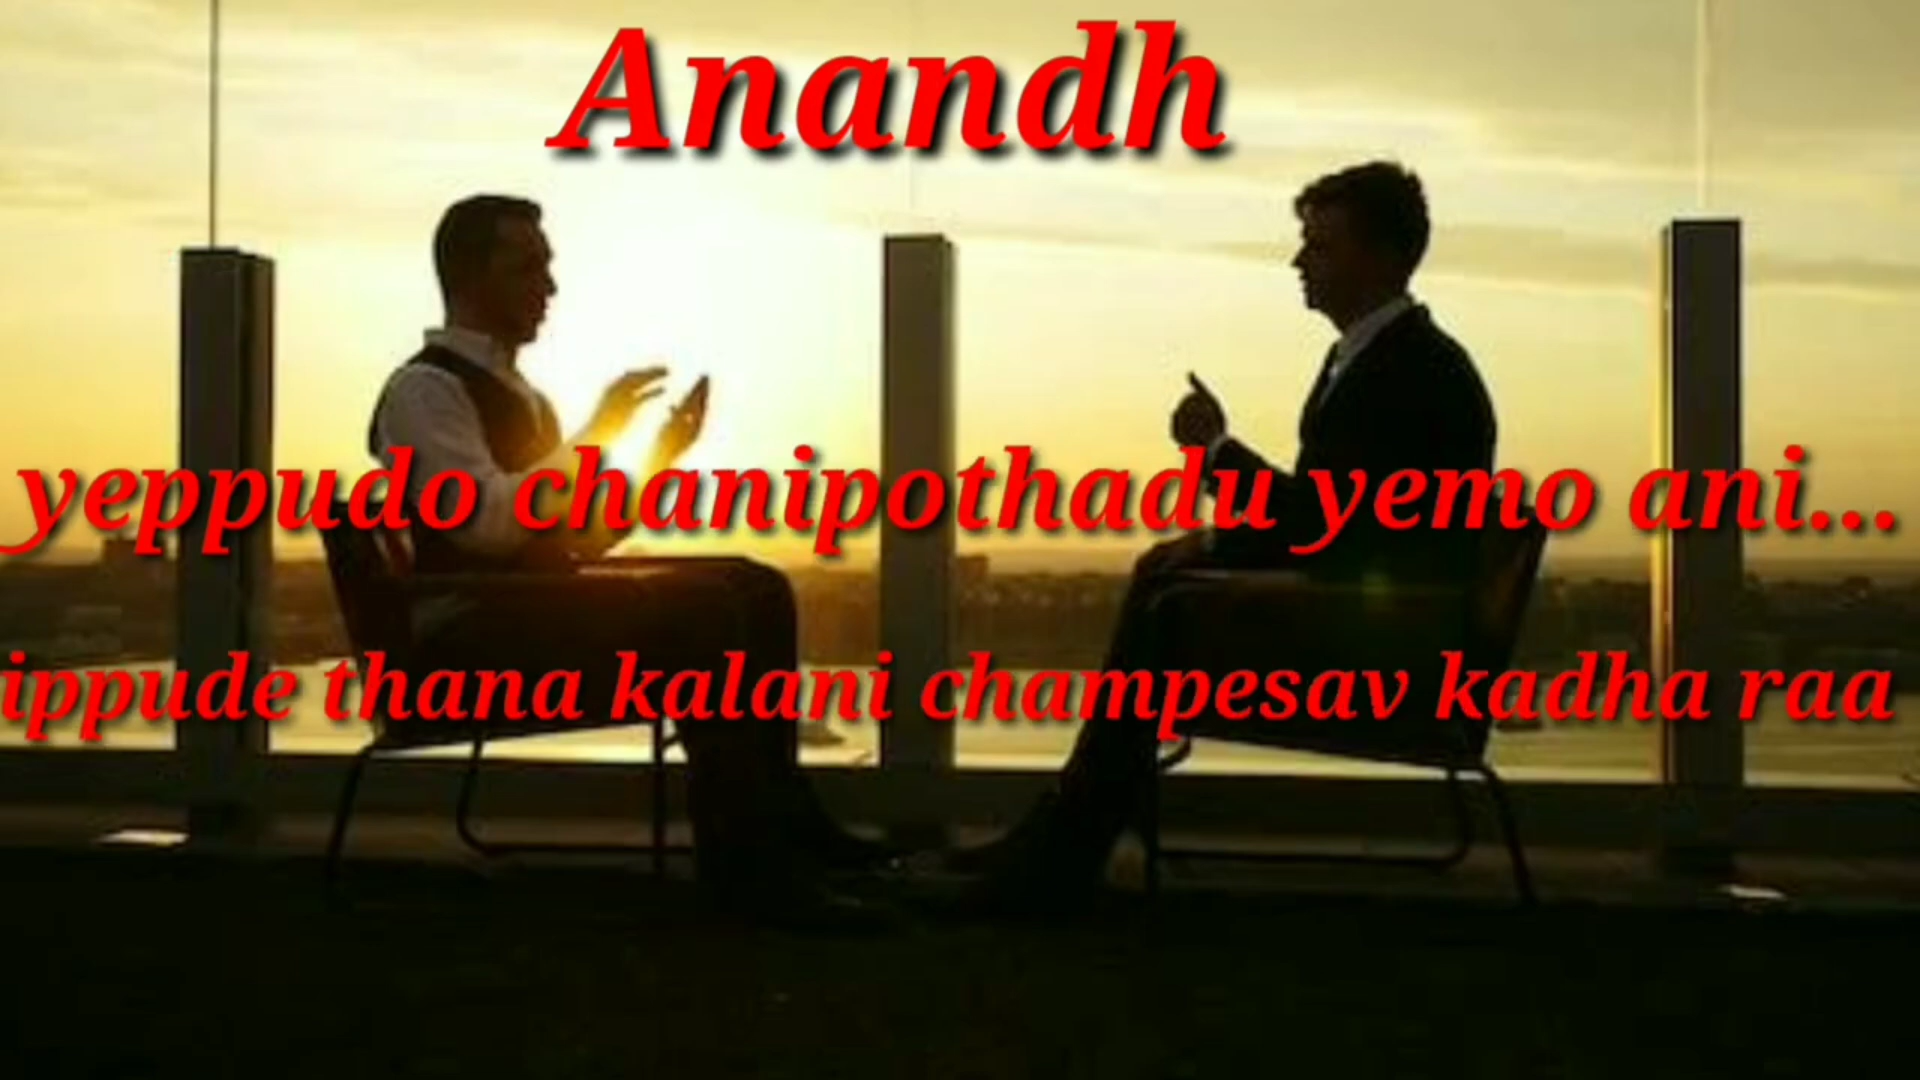 Anandh
yeppudo chanipothadu yemo ani...
ippude thana kalani champesav kadha raa